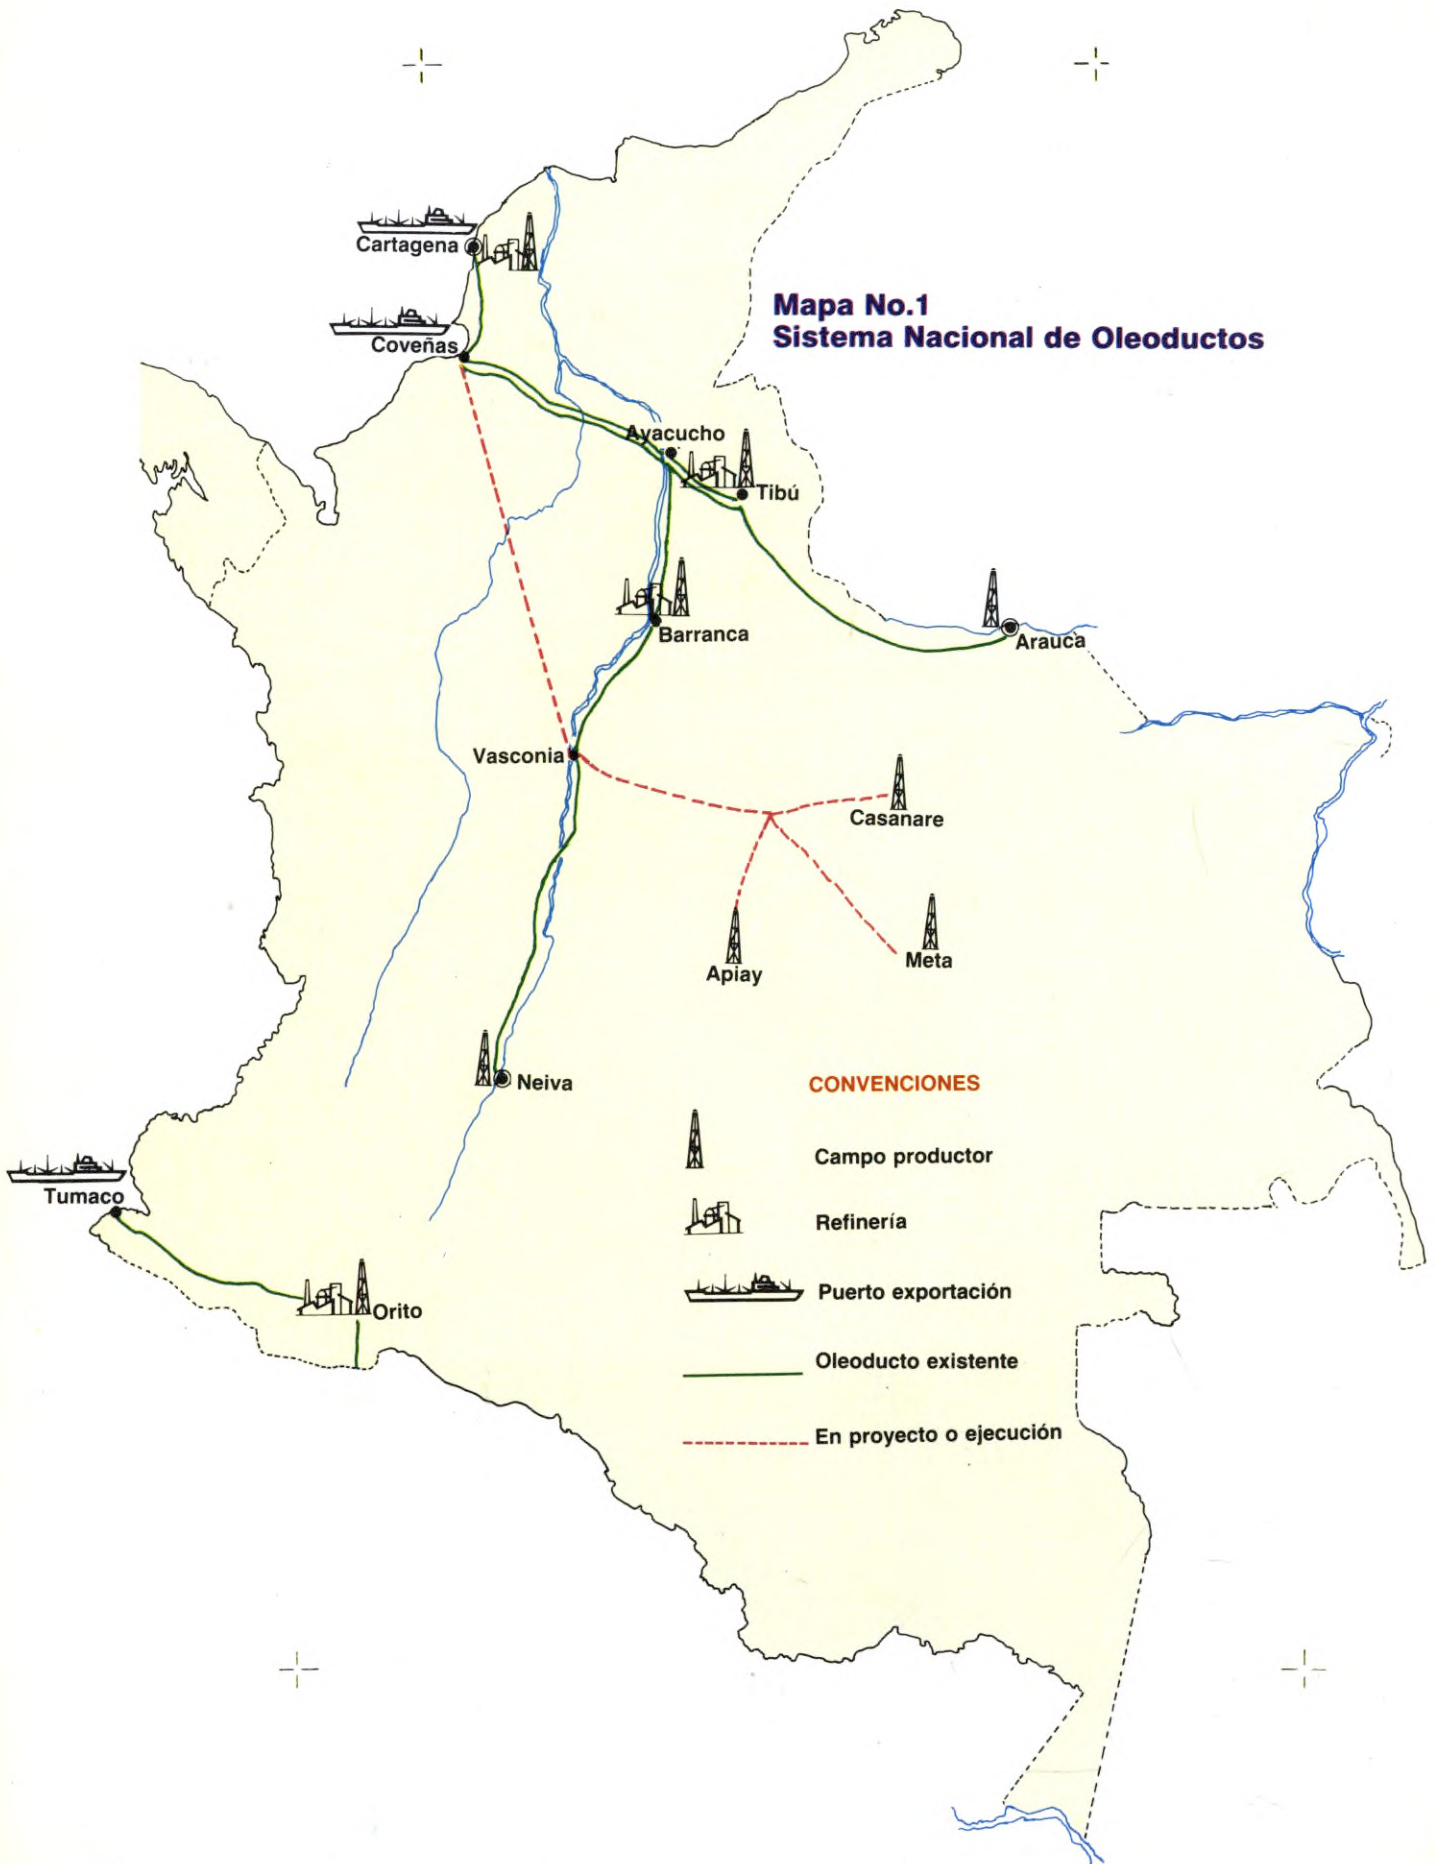 Cartagena
Mapa No.1
Sistema Nacional de Oleoductos
Coveñas
Ayacucho
Tibú
Barranca
Arauca
Vasconia
Casanare
Meta
Apiay
Neiva
CONVENCIONES
Campo productor
Tumaco
Refinería
Puerto exportación
Orito
Oleoducto existente
En proyecto o ejecución